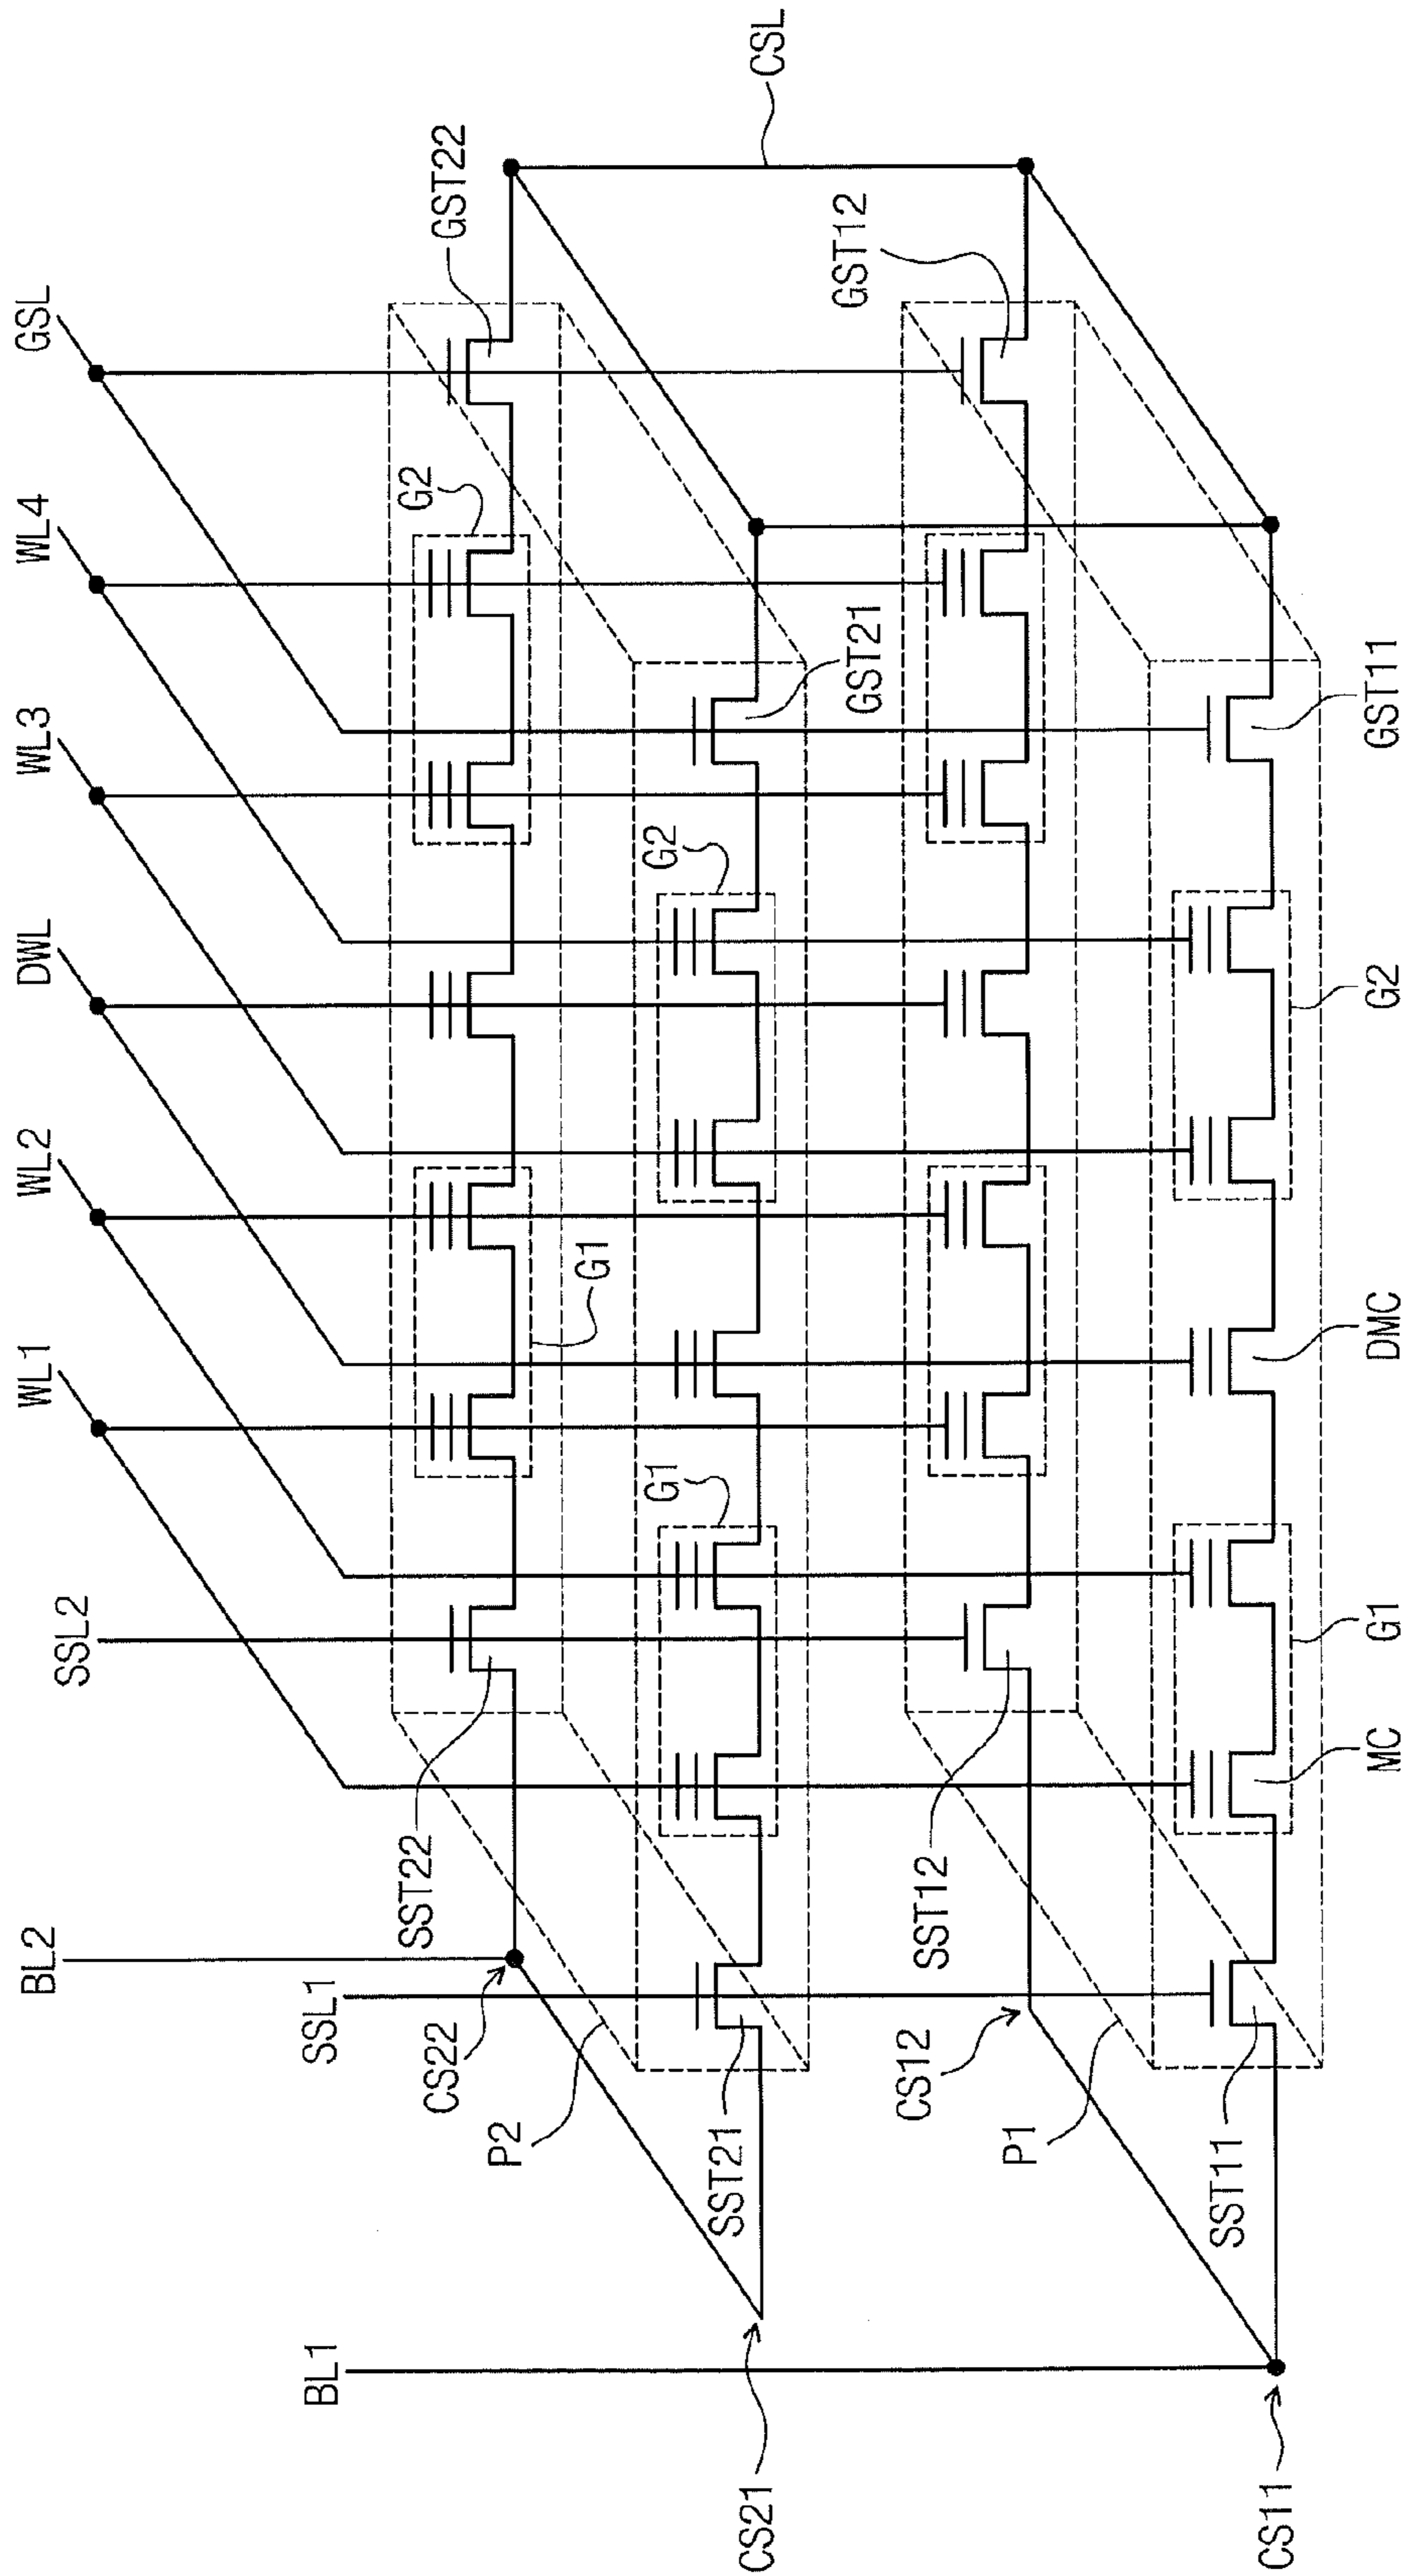 BL1
BL2
SSL1
SSL2
WL1
WL2
DWL
WL3
WL4
GSL
CS22
SST22
G1
G2
GST22
P2
CS21
SST21
G1
G2
GST21
CSL
CS12
SST12
GST12
P1
CS11
SST11
MC
G1
DMC
G2
GST11